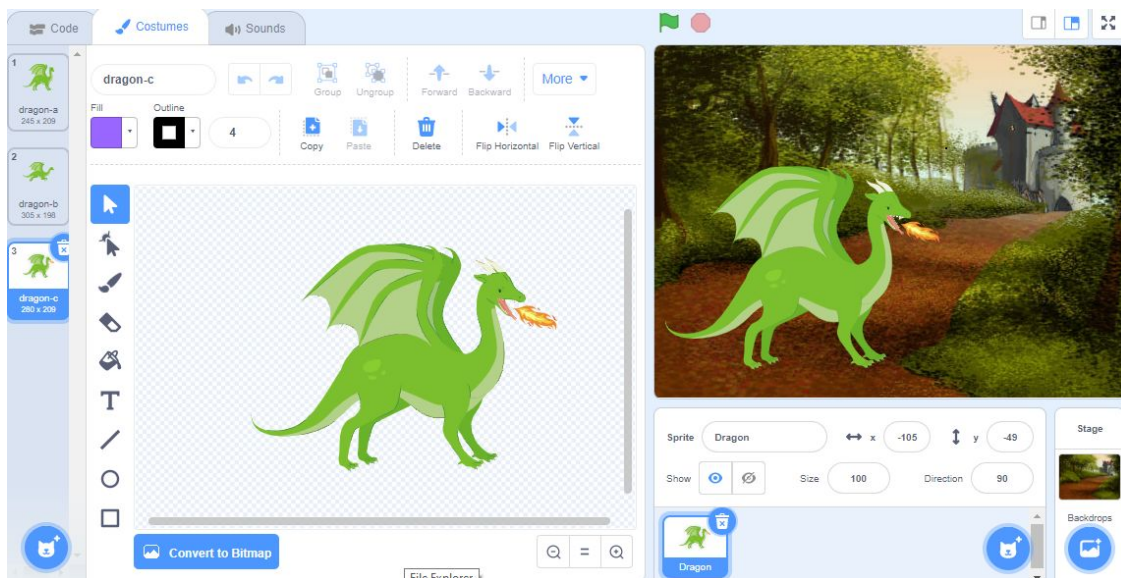 Code
Costumes
Sounds
1
dragon-a
245 x 209
2
dragon-b
305 x 198
3
dragon-c
280 x 209
dragon-c
Group
Ungroup
Forward
Backward
More
Fill
Outline
4
Copy
Paste
Delete
Flip Horizontal
Flip Vertical
T
Convert to Bitmap
File Explorer
Sprite
Dragon
x
-105
y
-49
Show
Size
100
Direction
90
Dragon
Stage
Backdrops